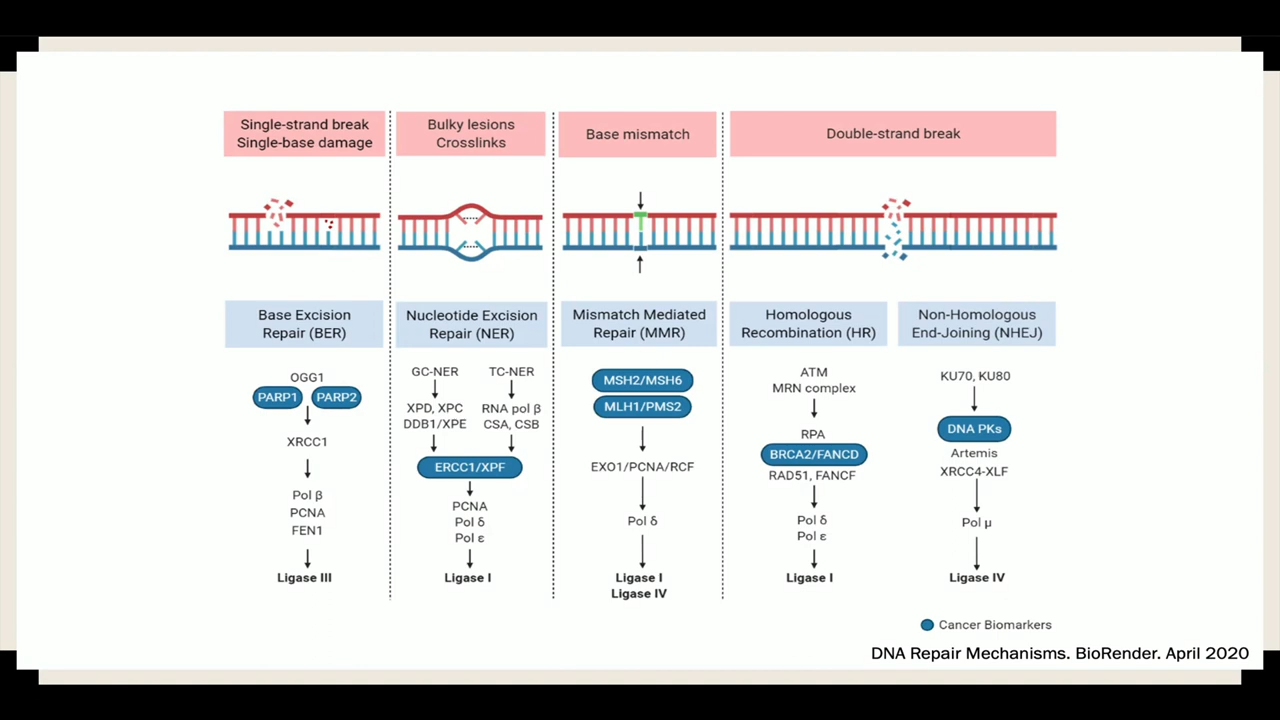 Single-strand break
Single-base damage
Bulky lesions
Crosslinks
Base mismatch
Double-strand break
Base Excision
Repair (BER)
Nucleotide Excision
Repair (NER)
Mismatch Mediated
Repair (MMR)
Homologous
Recombination (HR)
Non-Homologous
End-Joining (NHEJ)
OGG1
PARP1 PARP2
XRCC1
Pol β
PCNA
FEN1
Ligase III
GC-NER TC-NER
XPD, XPC RNA pol β
DDB1/XPE CSA, CSB
ERCC1/XPF
PCNA
Pol δ
Pol ε
Ligase I
MSH2/MSH6
MLH1/PMS2
EXO1/PCNA/RCF
Pol δ
Ligase I
Ligase IV
ATM
MRN complex
RPA
BRCA2/FANCD
RAD51, FANCF
Pol δ
Pol ε
Ligase I
KU70, KU80
DNA PKs
Artemis
XRCC4-XLF
Pol μ
Ligase IV
Cancer Biomarkers
DNA Repair Mechanisms. BioRender. April 2020